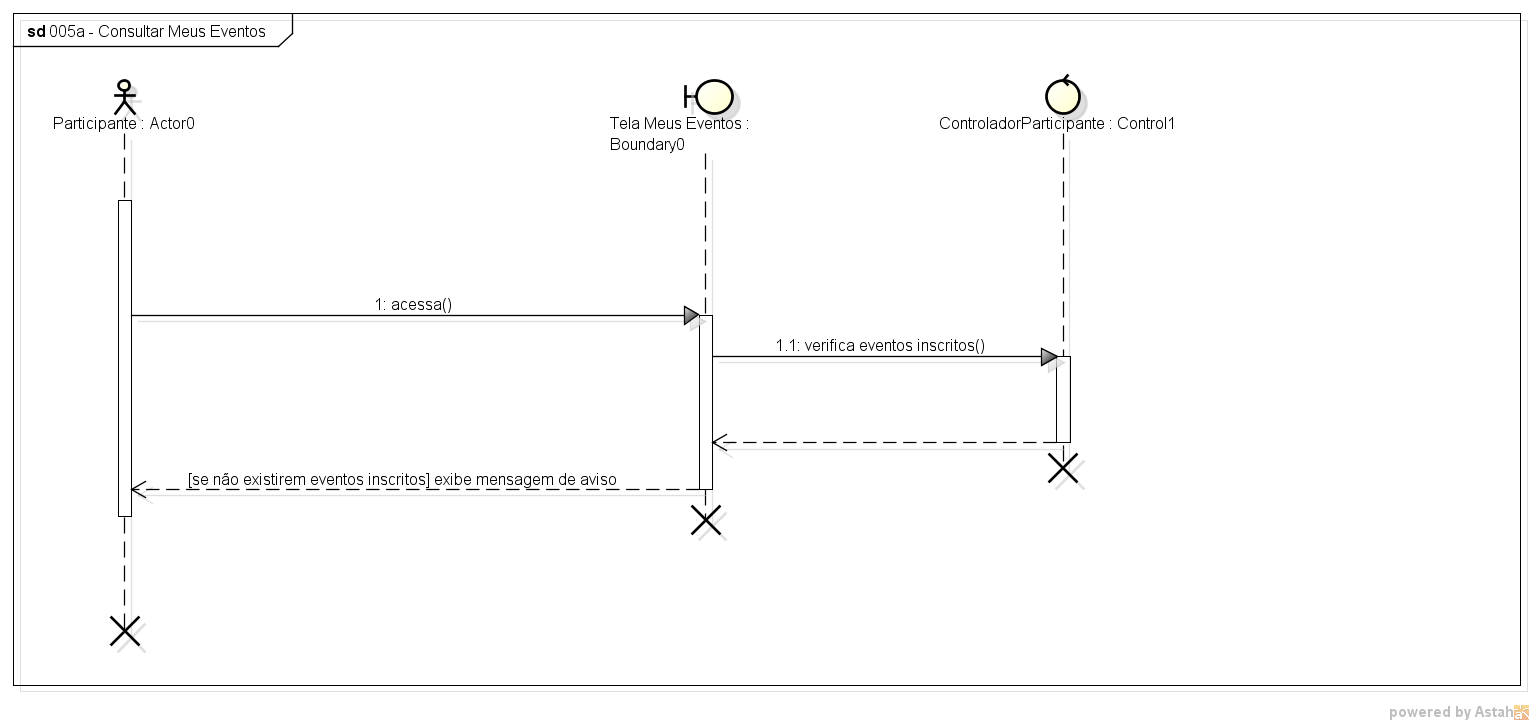 sd 005a - Consultar Meus Eventos
Participante : Actor0
Tela Meus Eventos :
Boundary0
ControladorParticipante : Control1
1: acessa()
1.1: verifica eventos inscritos()
[se não existirem eventos inscritos] exibe mensagem de aviso
powered by Astah